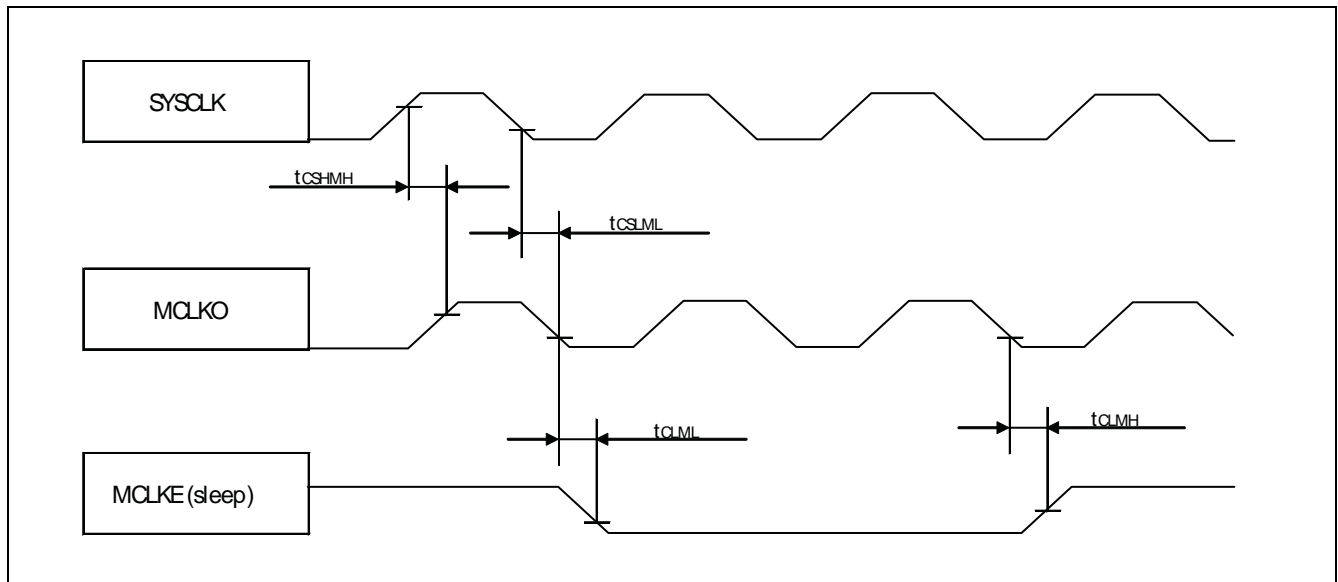 SYSCLK
tCSHMH
tCSLML
MCLKO
tCLML
tCLMH
MCLKE (sleep)